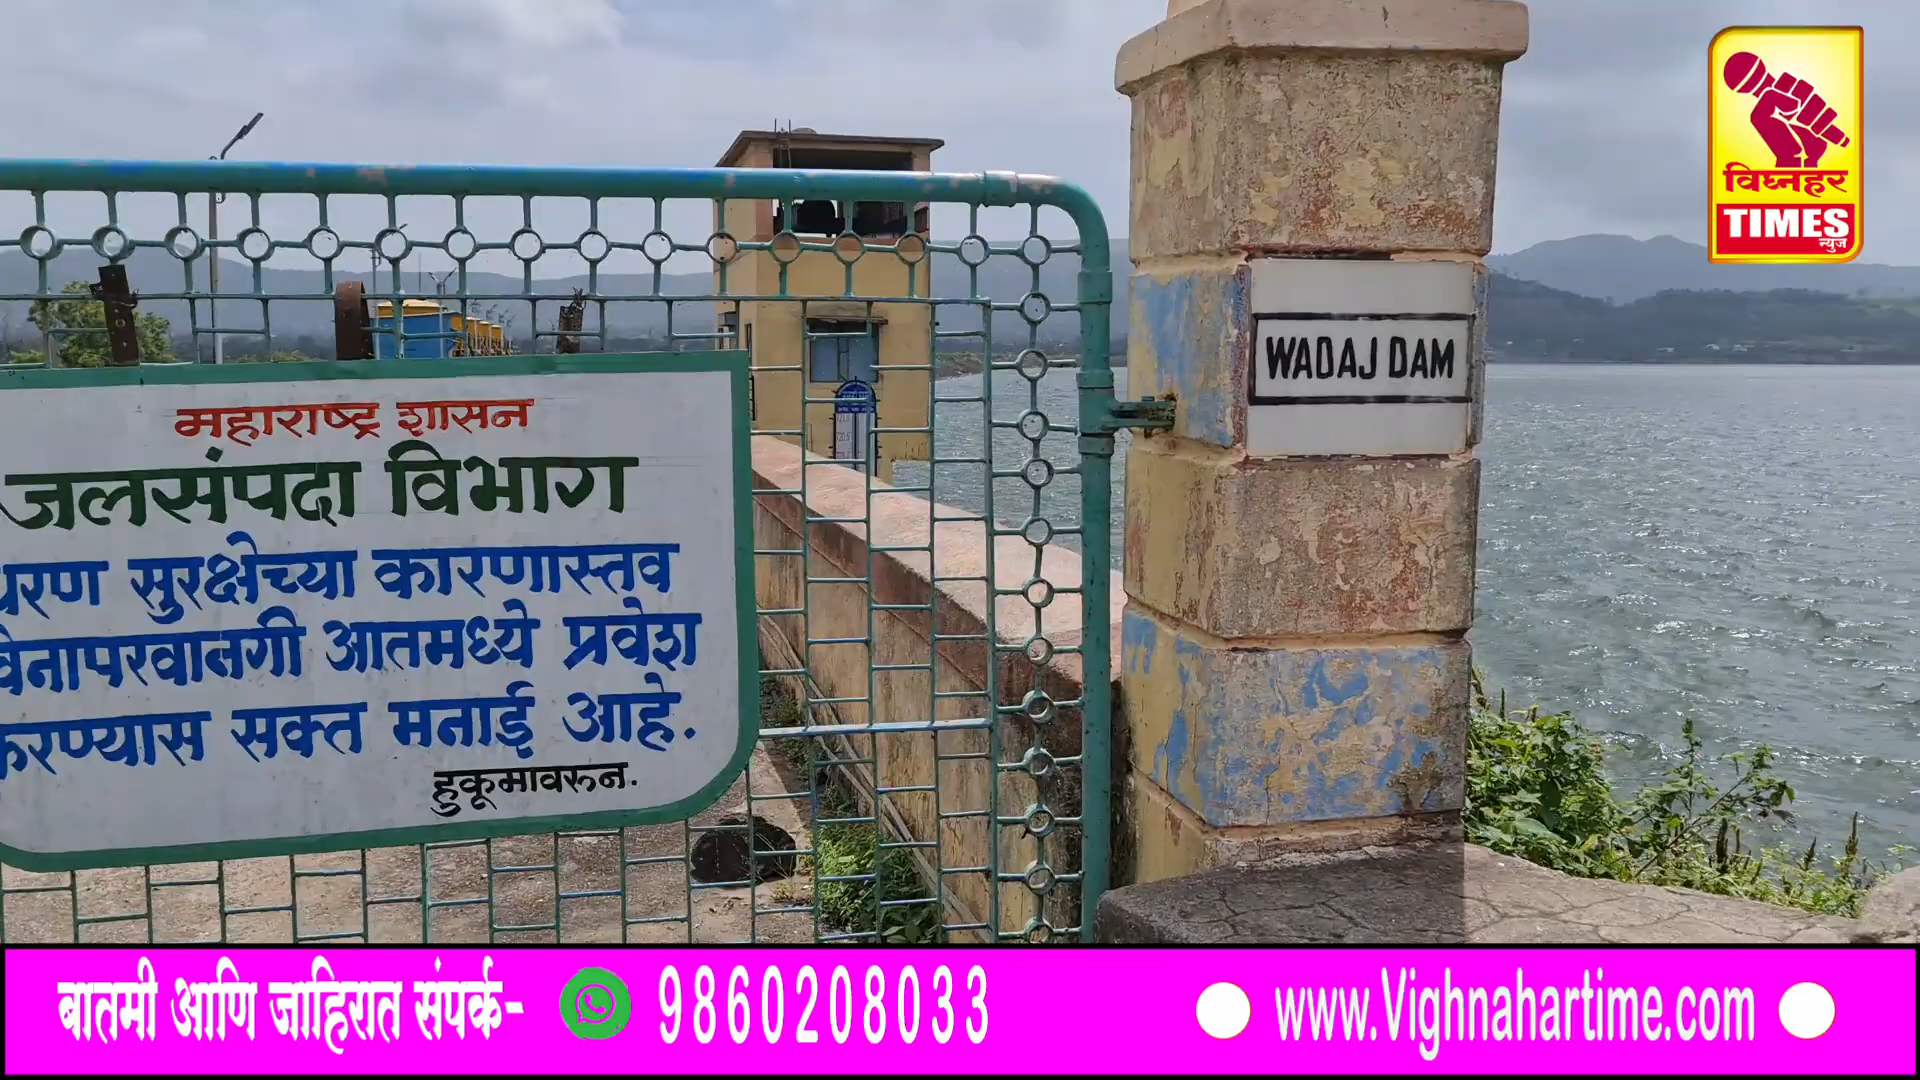 विघ्नहर
TIMES
न्युज
WADAJ DAM
महाराष्ट्र शासन
जलसंपदा विभाग
धरण सुरक्षेच्या कारणास्तव
विनापरवानगी आतमध्ये प्रवेश
करण्यास सक्त मनाई आहे.
हुकूमावरून.
बातमी आणि जाहिरात संपर्क-
9860208033
www.Vighnahartime.com